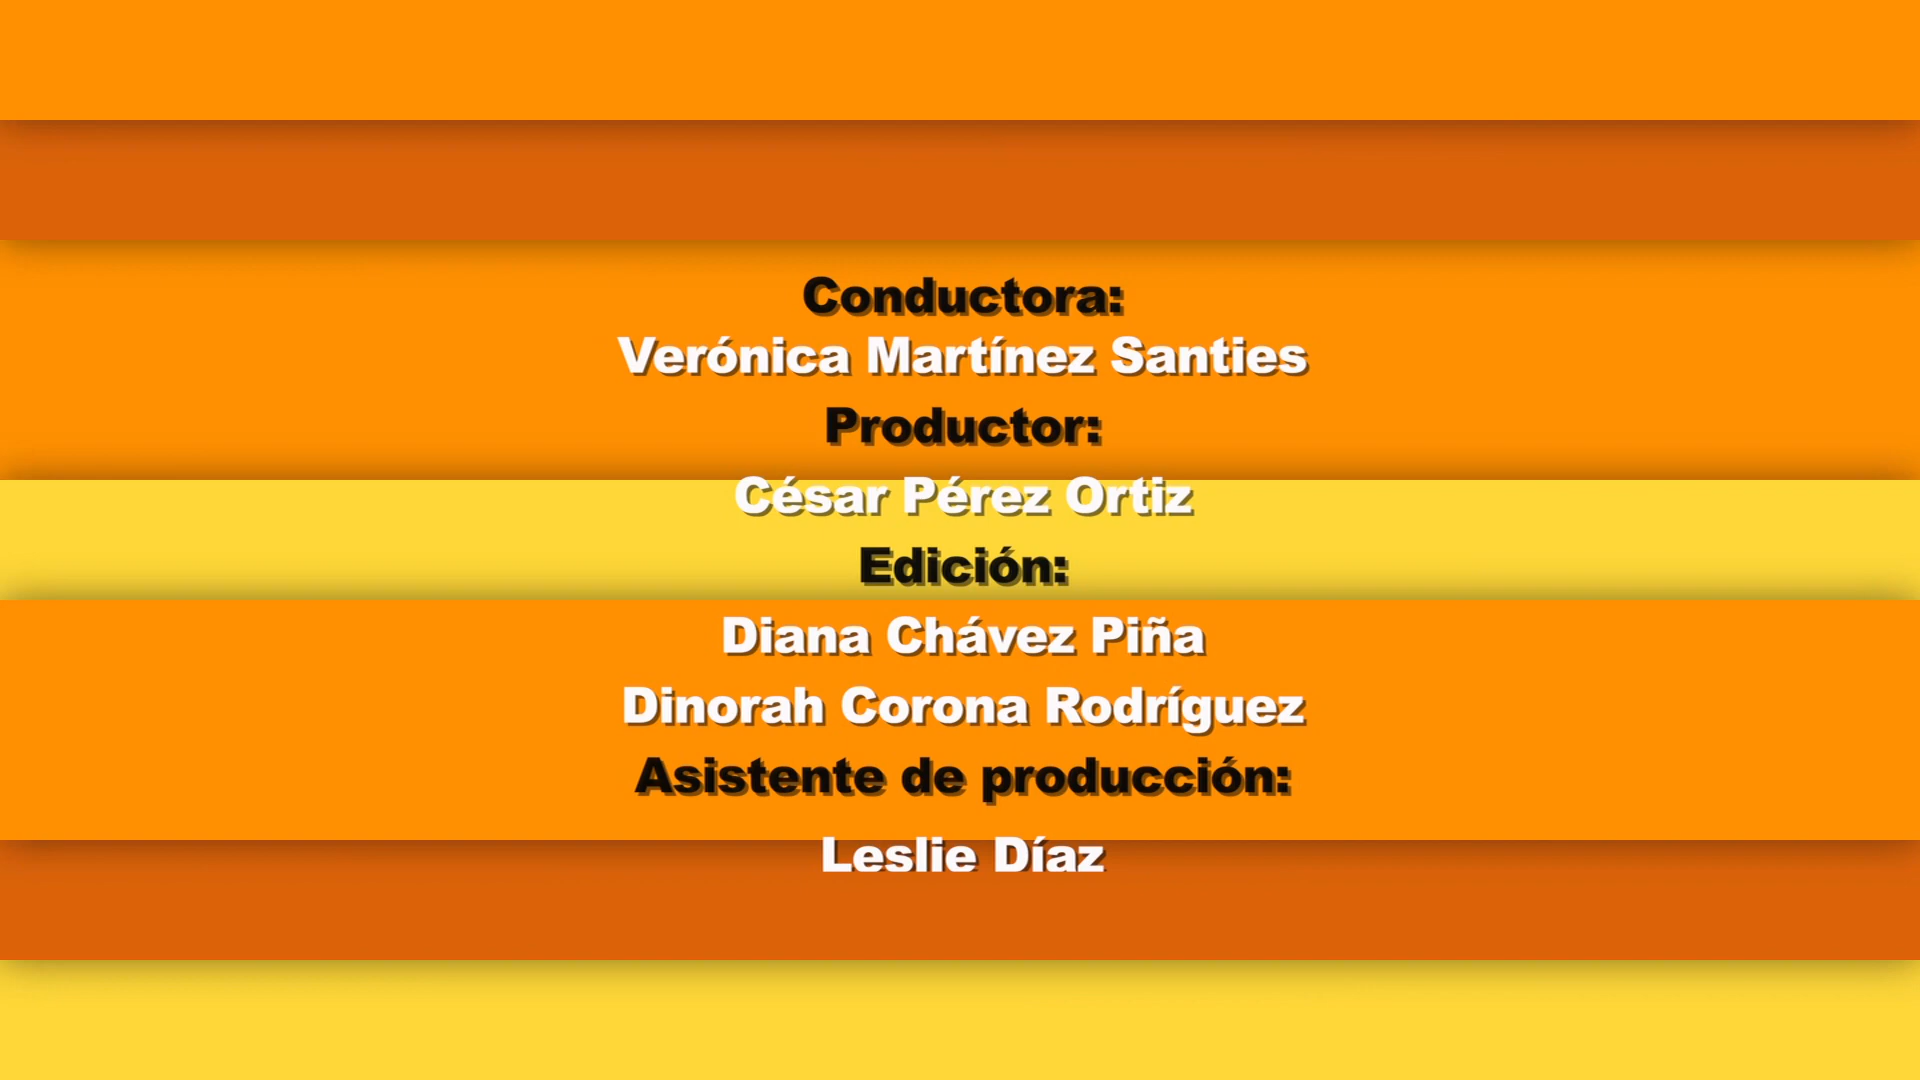 Conductora:
Verónica Martínez Santies
Productor:
César Pérez Ortiz
Edición:
Diana Chávez Piña
Dinorah Corona Rodríguez
Asistente de producción:
Leslie Díaz